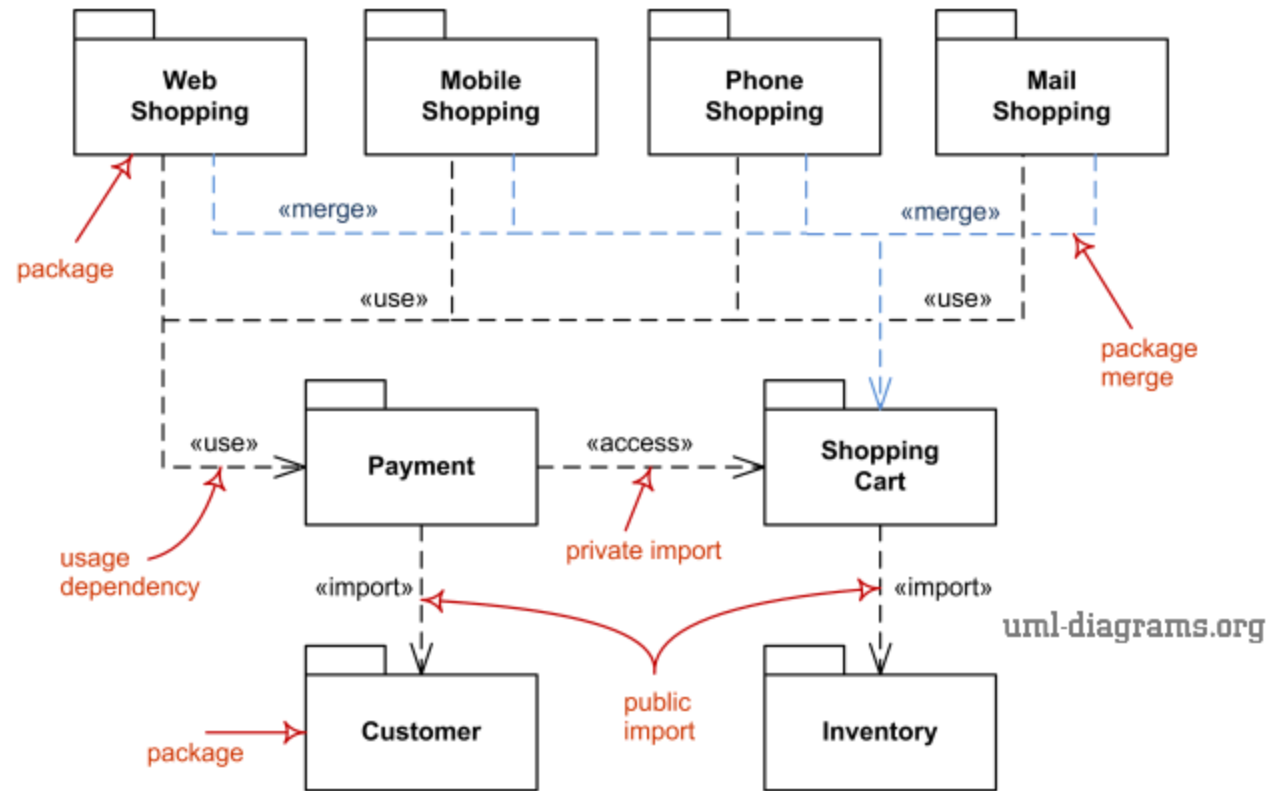 Web
Shopping
Mobile
Shopping
Phone
Shopping
Mail
Shopping
«merge»
«merge»
package
«use»
«use»
package
merge
«use»
Payment
«access»
Shopping
Cart
usage
dependency
private import
«import»
«import»
uml-diagrams.org
public
import
package
Customer
Inventory